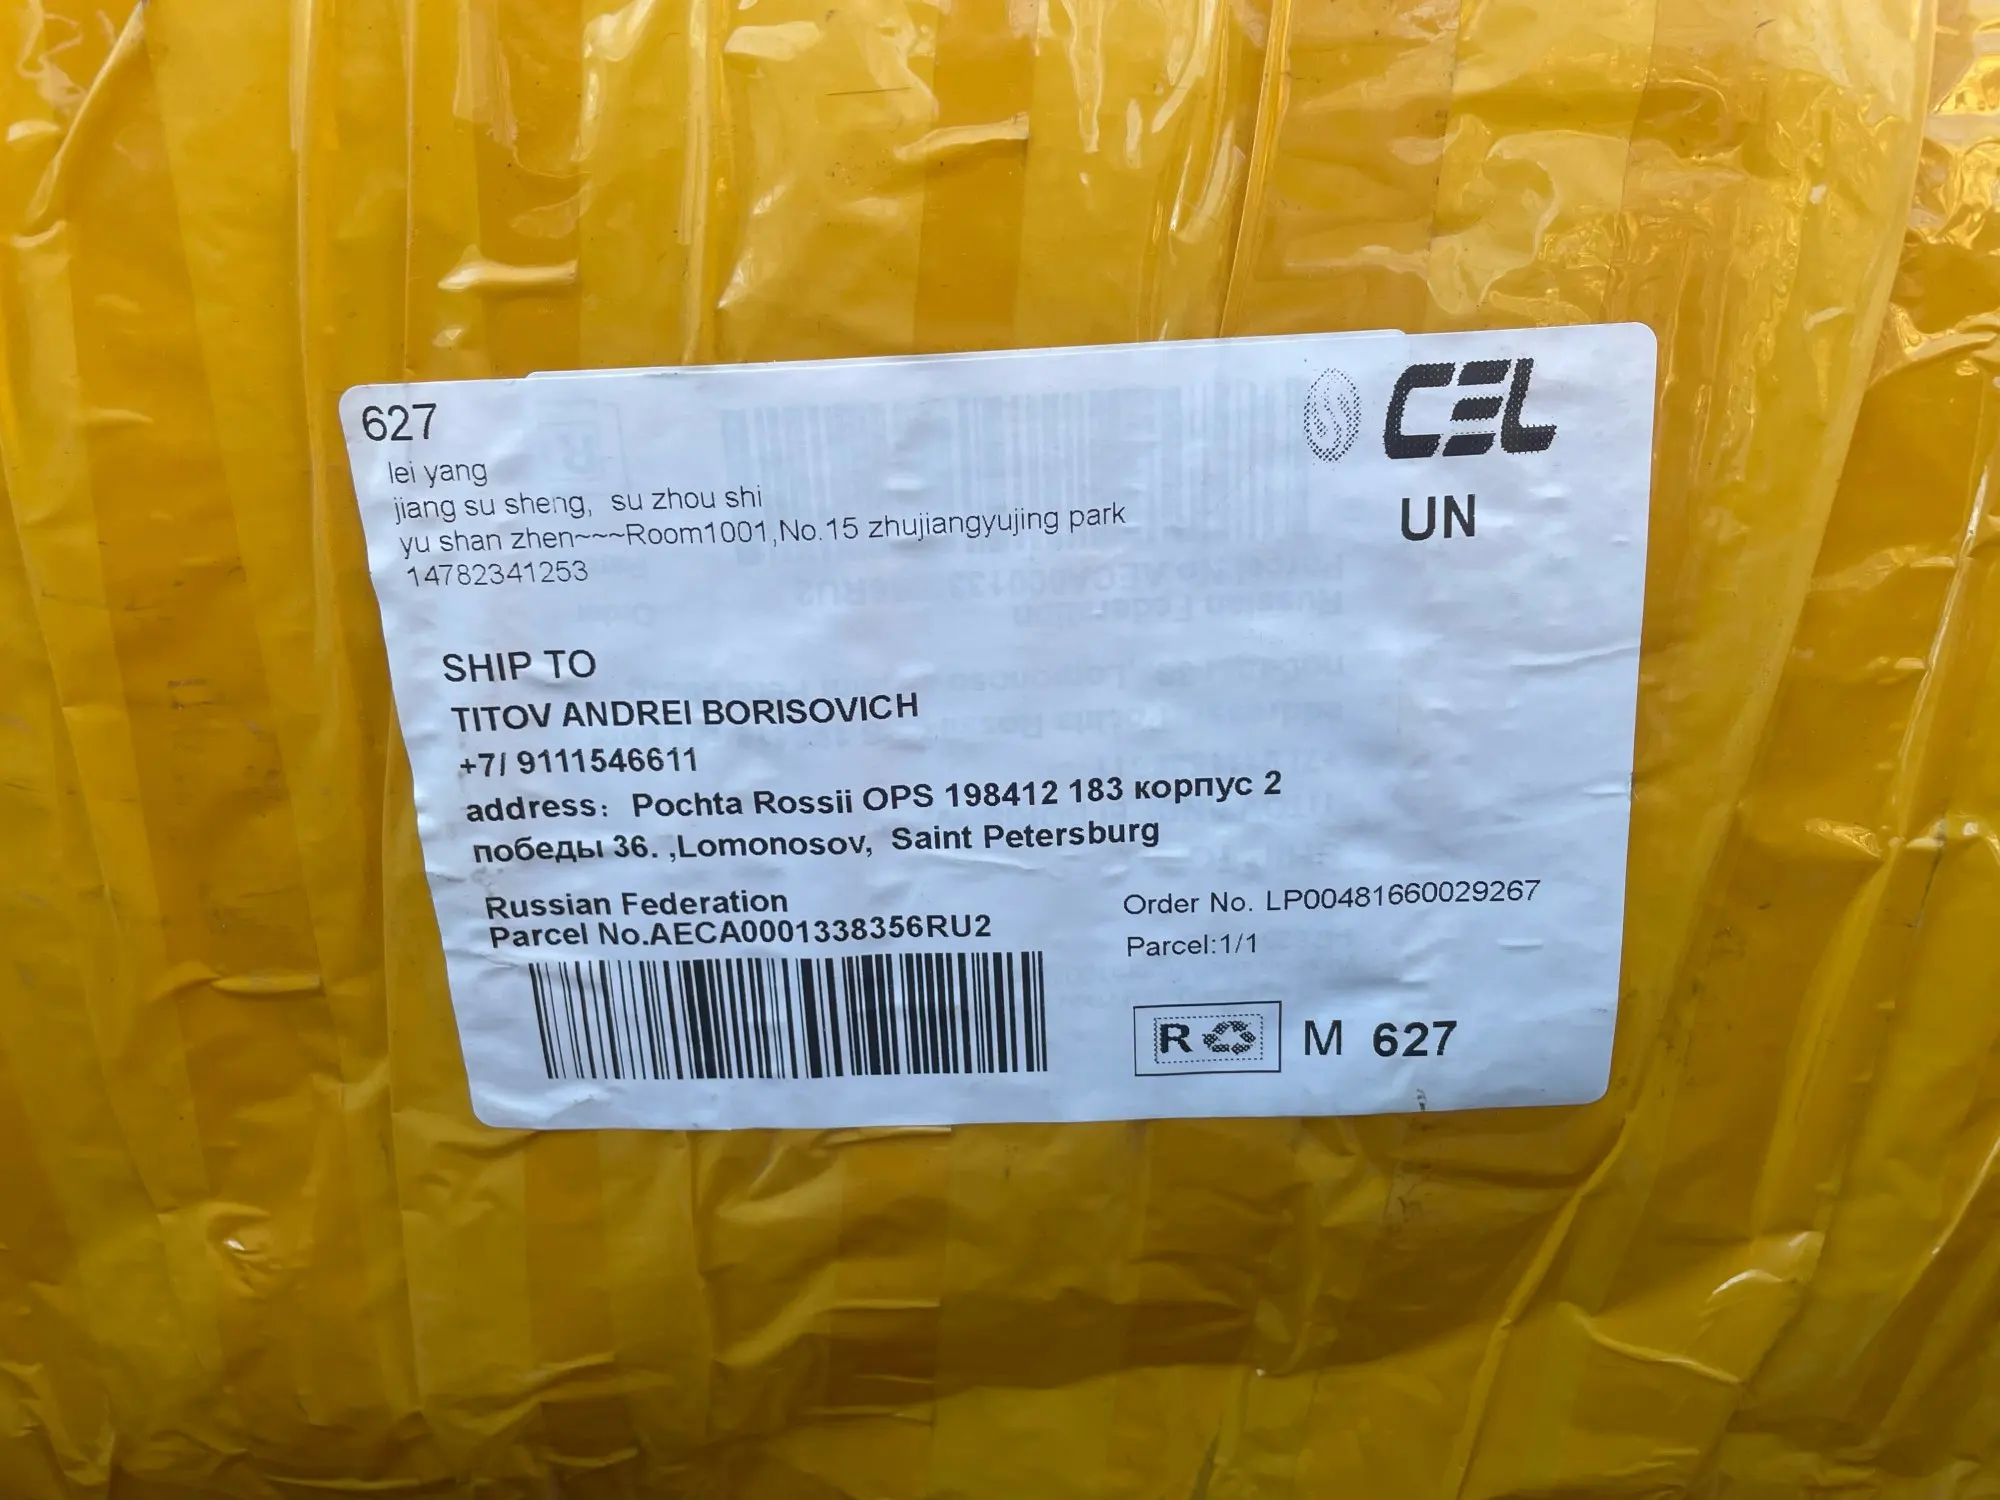 627
CEL
lei yang
jiang su sheng, su zhou shi
yu shan zhen~~~Room1001,No.15 zhujiangyujing park
14782341253
UN
SHIP TO
TITOV ANDREI BORISOVICH
+7/ 9111546611
address: Pochta Rossii OPS 198412 183 корпус 2
победы 36. ,Lomonosov, Saint Petersburg
Russian Federation
Parcel No.AECA0001338356RU2
Order No. LP00481660029267
Parcel:1/1
R M 627